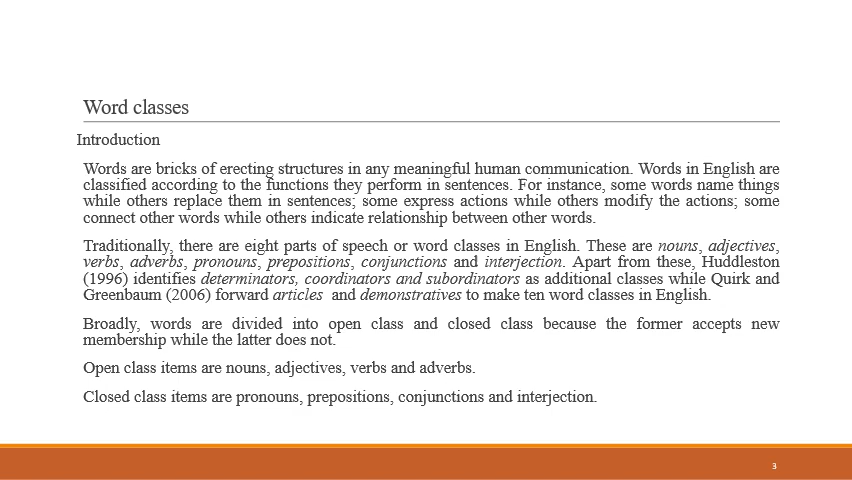 Word classes
Introduction
Words are bricks of erecting structures in any meaningful human communication. Words in English are
classified according to the functions they perform in sentences. For instance, some words name things
while others replace them in sentences; some express actions while others modify the actions; some
connect other words while others indicate relationship between other words.
Traditionally, there are eight parts of speech or word classes in English. These are nouns, adjectives,
verbs, adverbs, pronouns, prepositions, conjunctions and interjection. Apart from these, Huddleston
(1996) identifies determinators, coordinators and subordinators as additional classes while Quirk and
Greenbaum (2006) forward articles and demonstratives to make ten word classes in English.
Broadly, words are divided into open class and closed class because the former accepts new
membership while the latter does not.
Open class items are nouns, adjectives, verbs and adverbs.
Closed class items are pronouns, prepositions, conjunctions and interjection.
3